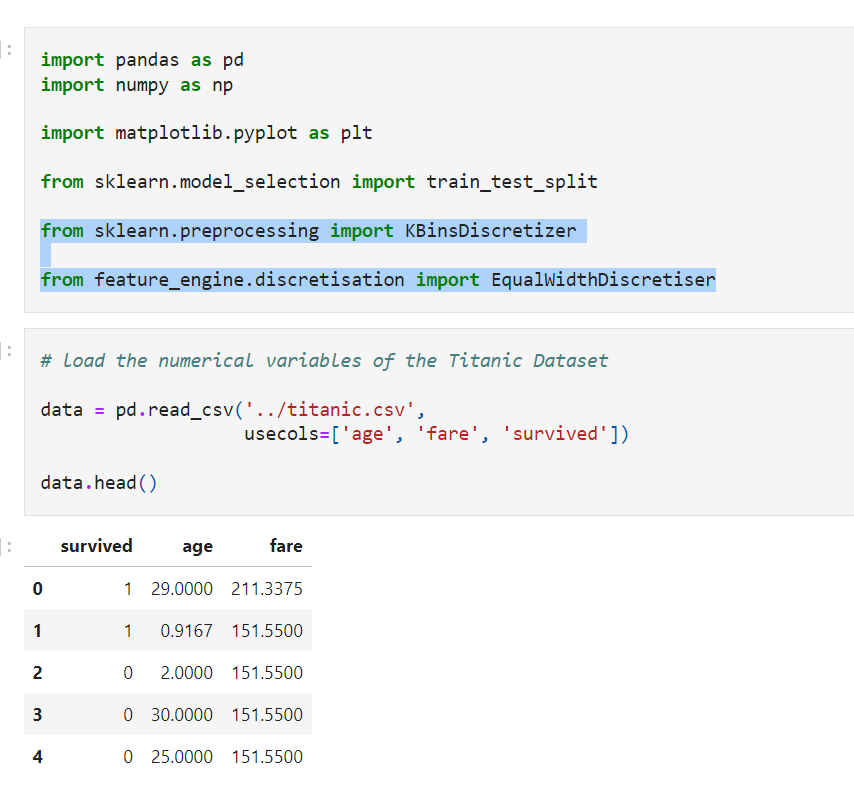 ]:
import pandas as pd
import numpy as np
import matplotlib.pyplot as plt
from sklearn.model_selection import train_test_split
from sklearn.preprocessing import KBinsDiscretizer
from feature_engine.discretisation import EqualWidthDiscretiser
]:
# load the numerical variables of the Titanic Dataset
data = pd.read_csv('../titanic.csv',
usecols=['age', 'fare', 'survived'])
data.head()
]:
survived age fare
0 1 29.0000 211.3375
1 1 0.9167 151.5500
2 0 2.0000 151.5500
3 0 30.0000 151.5500
4 0 25.0000 151.5500